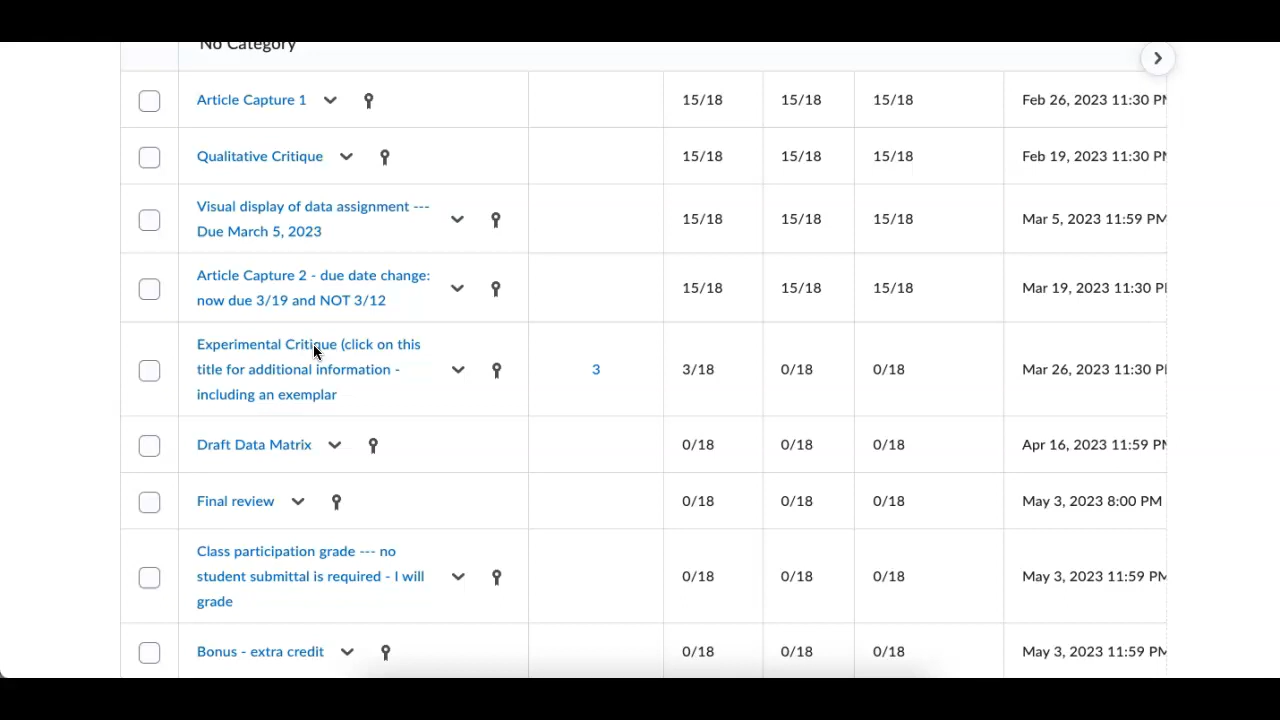 No Category
Article Capture 1
15/18 15/18 15/18 Feb 26, 2023 11:30 PM
Qualitative Critique
15/18 15/18 15/18 Feb 19, 2023 11:30 PM
Visual display of data assignment ---
Due March 5, 2023
15/18 15/18 15/18 Mar 5, 2023 11:59 PM
Article Capture 2 - due date change:
now due 3/19 and NOT 3/12
15/18 15/18 15/18 Mar 19, 2023 11:30 PM
Experimental Critique (click on this
title for additional information -
including an exemplar
3 3/18 0/18 0/18 Mar 26, 2023 11:30 PM
Draft Data Matrix
0/18 0/18 0/18 Apr 16, 2023 11:59 PM
Final review
0/18 0/18 0/18 May 3, 2023 8:00 PM
Class participation grade --- no
student submittal is required - I will
grade
0/18 0/18 0/18 May 3, 2023 11:59 PM
Bonus - extra credit
0/18 0/18 0/18 May 3, 2023 11:59 PM